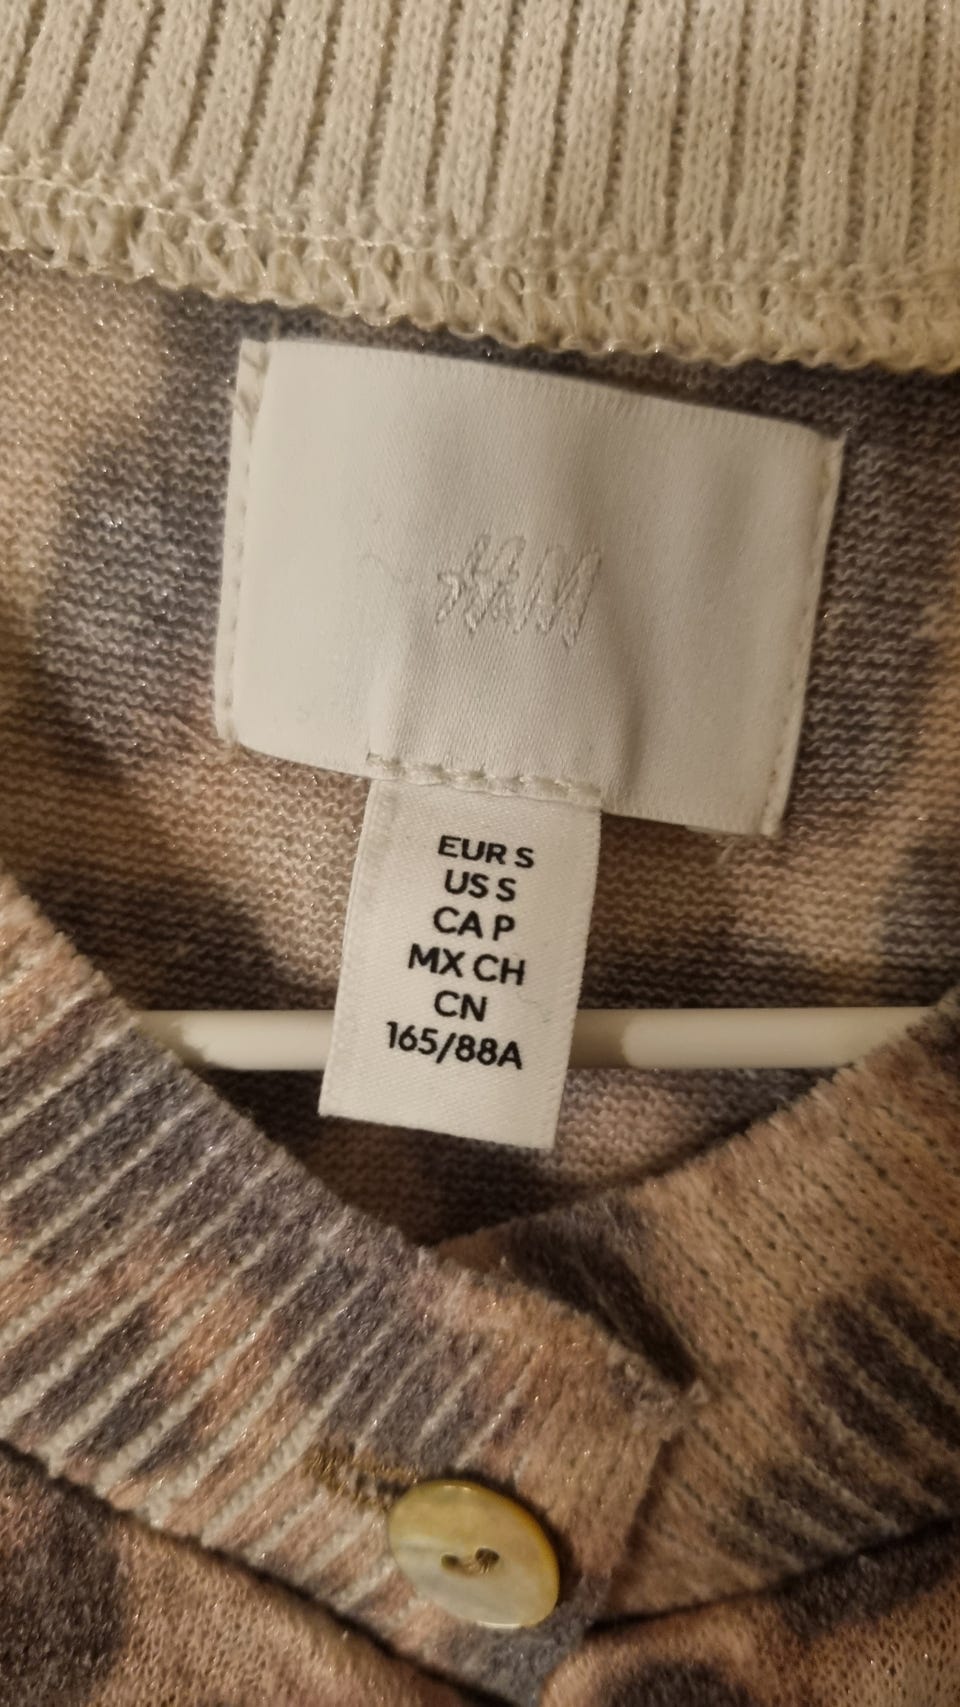 H&M
EUR S
US S
CA P
MX CH
CN
165/88A